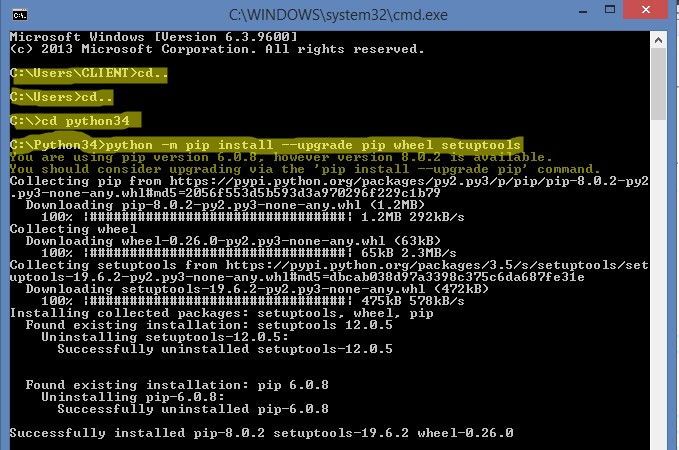 C:\WINDOWS\system32\cmd.exe
Microsoft Windows [Version 6.3.9600]
(c) 2013 Microsoft Corporation. All rights reserved.
C:\Users\CLIENT>cd..
C:\Users>cd..
C:\>cd python34
C:\Python34>python -m pip install --upgrade pip wheel setuptools
You are using pip version 6.0.8, however version 8.0.2 is available.
You should consider upgrading via the 'pip install --upgrade pip' command.
Collecting pip from https://pypi.python.org/packages/py2.py3/p/pip/pip-8.0.2-py2
.py3-none-any.whl#md5=2056f553d5b593d3a970296f229c1b79
Downloading pip-8.0.2-py2.py3-none-any.whl (1.2MB)
100% |################################| 1.2MB 292kB/s
Collecting wheel
Downloading wheel-0.26.0-py2.py3-none-any.whl (63kB)
100% |################################| 65kB 2.3MB/s
Collecting setuptools from https://pypi.python.org/packages/3.5/s/setuptools/set
uptools-19.6.2-py2.py3-none-any.whl#md5=dbcab038d97a3398c375c6da687fe31e
Downloading setuptools-19.6.2-py2.py3-none-any.whl (472kB)
100% |################################| 475kB 578kB/s
Installing collected packages: setuptools, wheel, pip
Found existing installation: setuptools 12.0.5
Uninstalling setuptools-12.0.5:
Successfully uninstalled setuptools-12.0.5
Found existing installation: pip 6.0.8
Uninstalling pip-6.0.8:
Successfully uninstalled pip-6.0.8
Successfully installed pip-8.0.2 setuptools-19.6.2 wheel-0.26.0